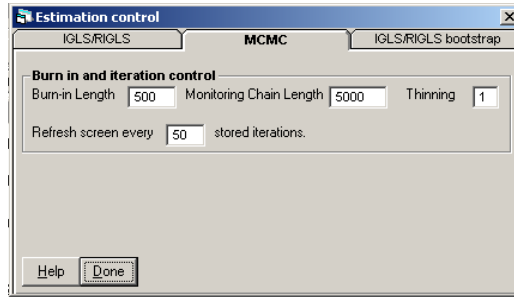 Estimation control
IGLS/RIGLS MCMC IGLS/RIGLS bootstrap
Burn in and iteration control
Burn-in Length 500 Monitoring Chain Length 5000 Thinning 1
Refresh screen every 50 stored iterations.
Help Done